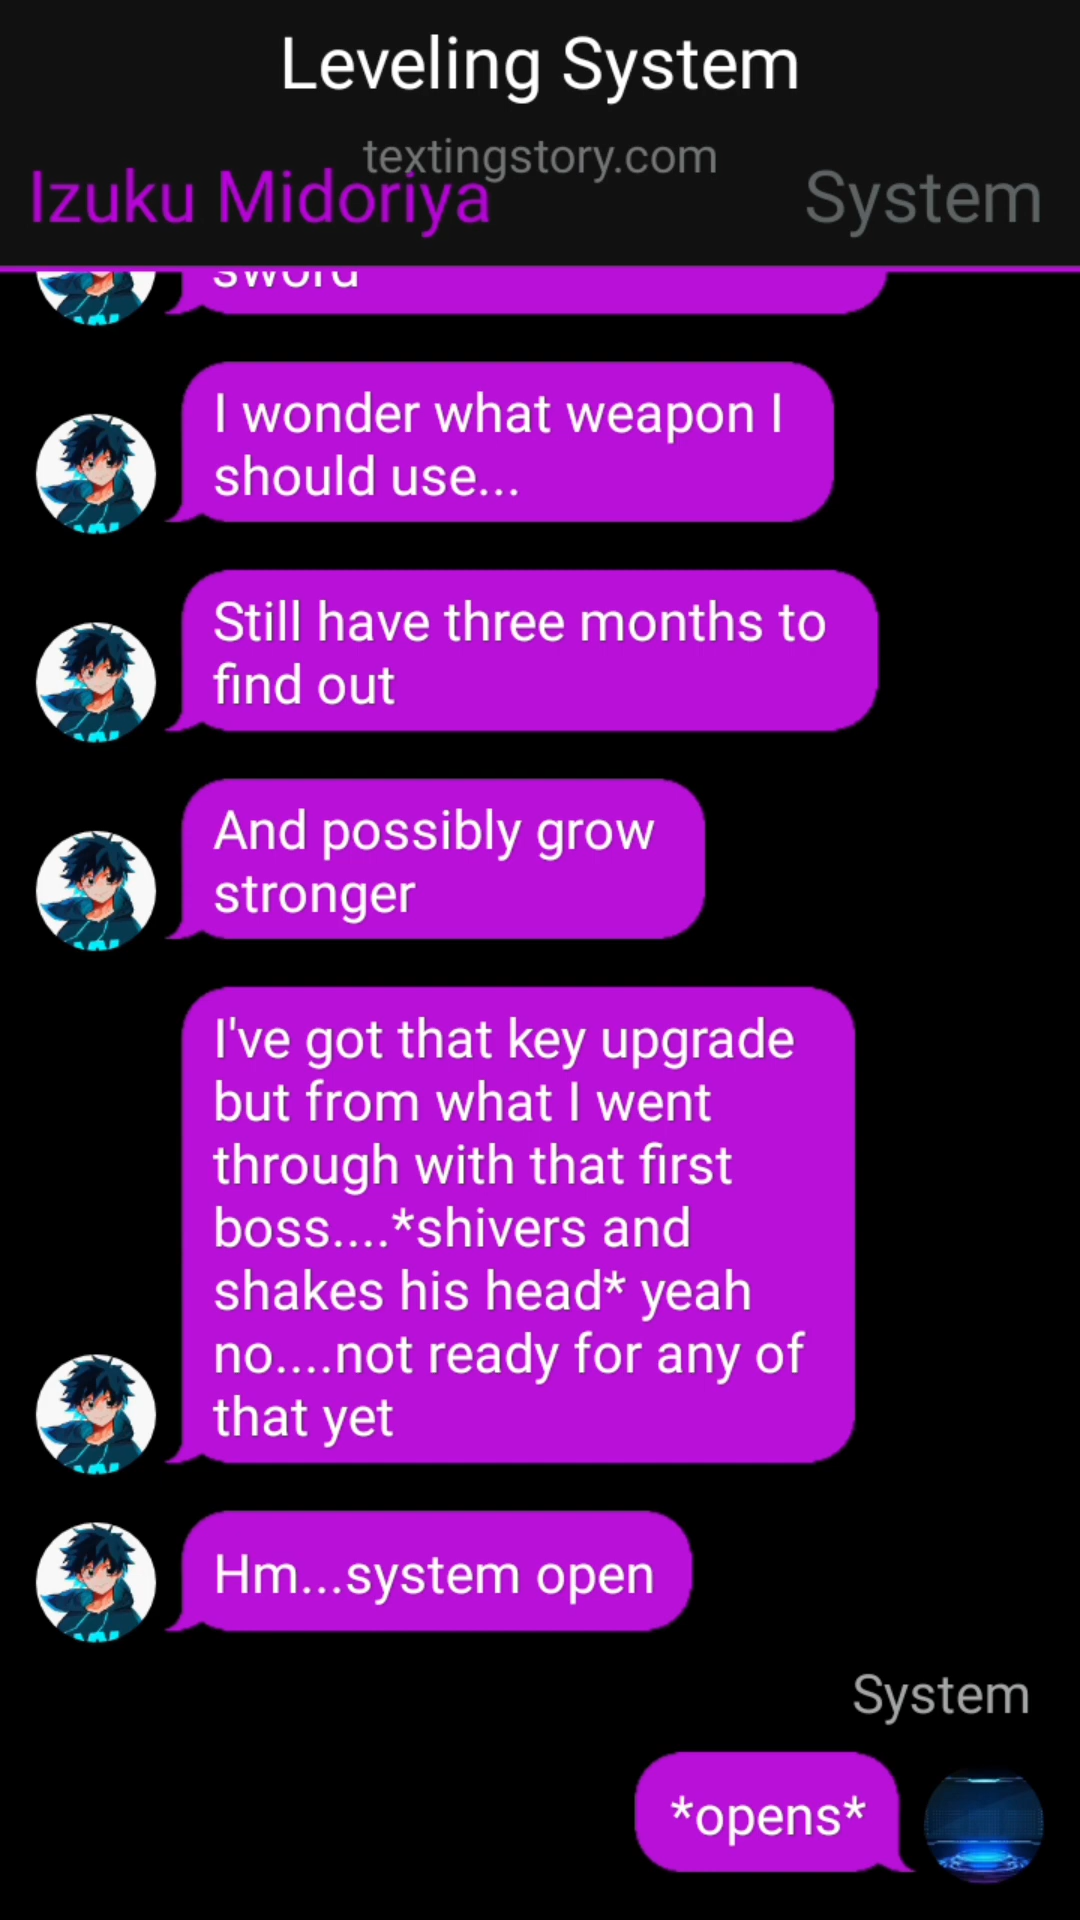 Leveling System
textingstory.com
Izuku Midoriya
System
sword
I wonder what weapon I
should use...
Still have three months to
find out
And possibly grow
stronger
I've got that key upgrade
but from what I went
through with that first
boss....*shivers and
shakes his head* yeah
no....not ready for any of
that yet
Hm...system open
System
*opens*